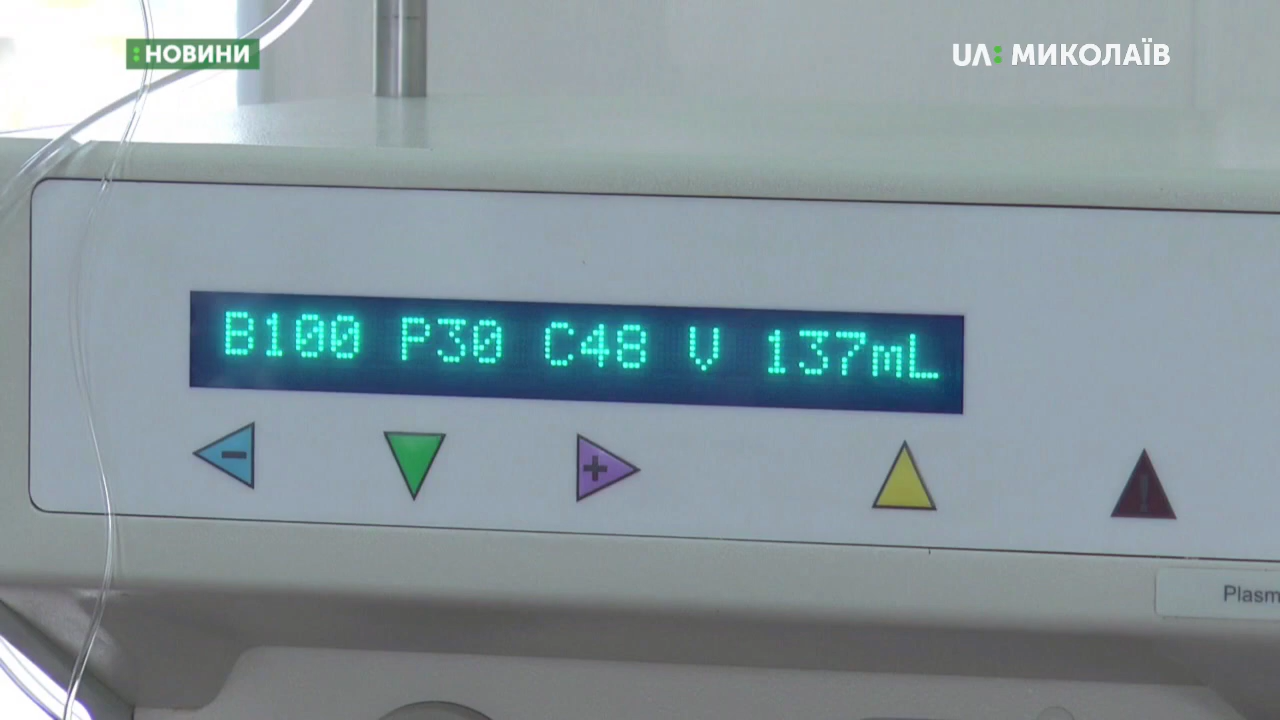 :НОВИНИ
UA: МИКОЛАЇВ
B100 P30 C48 V 137mL
- +
!
Plasm